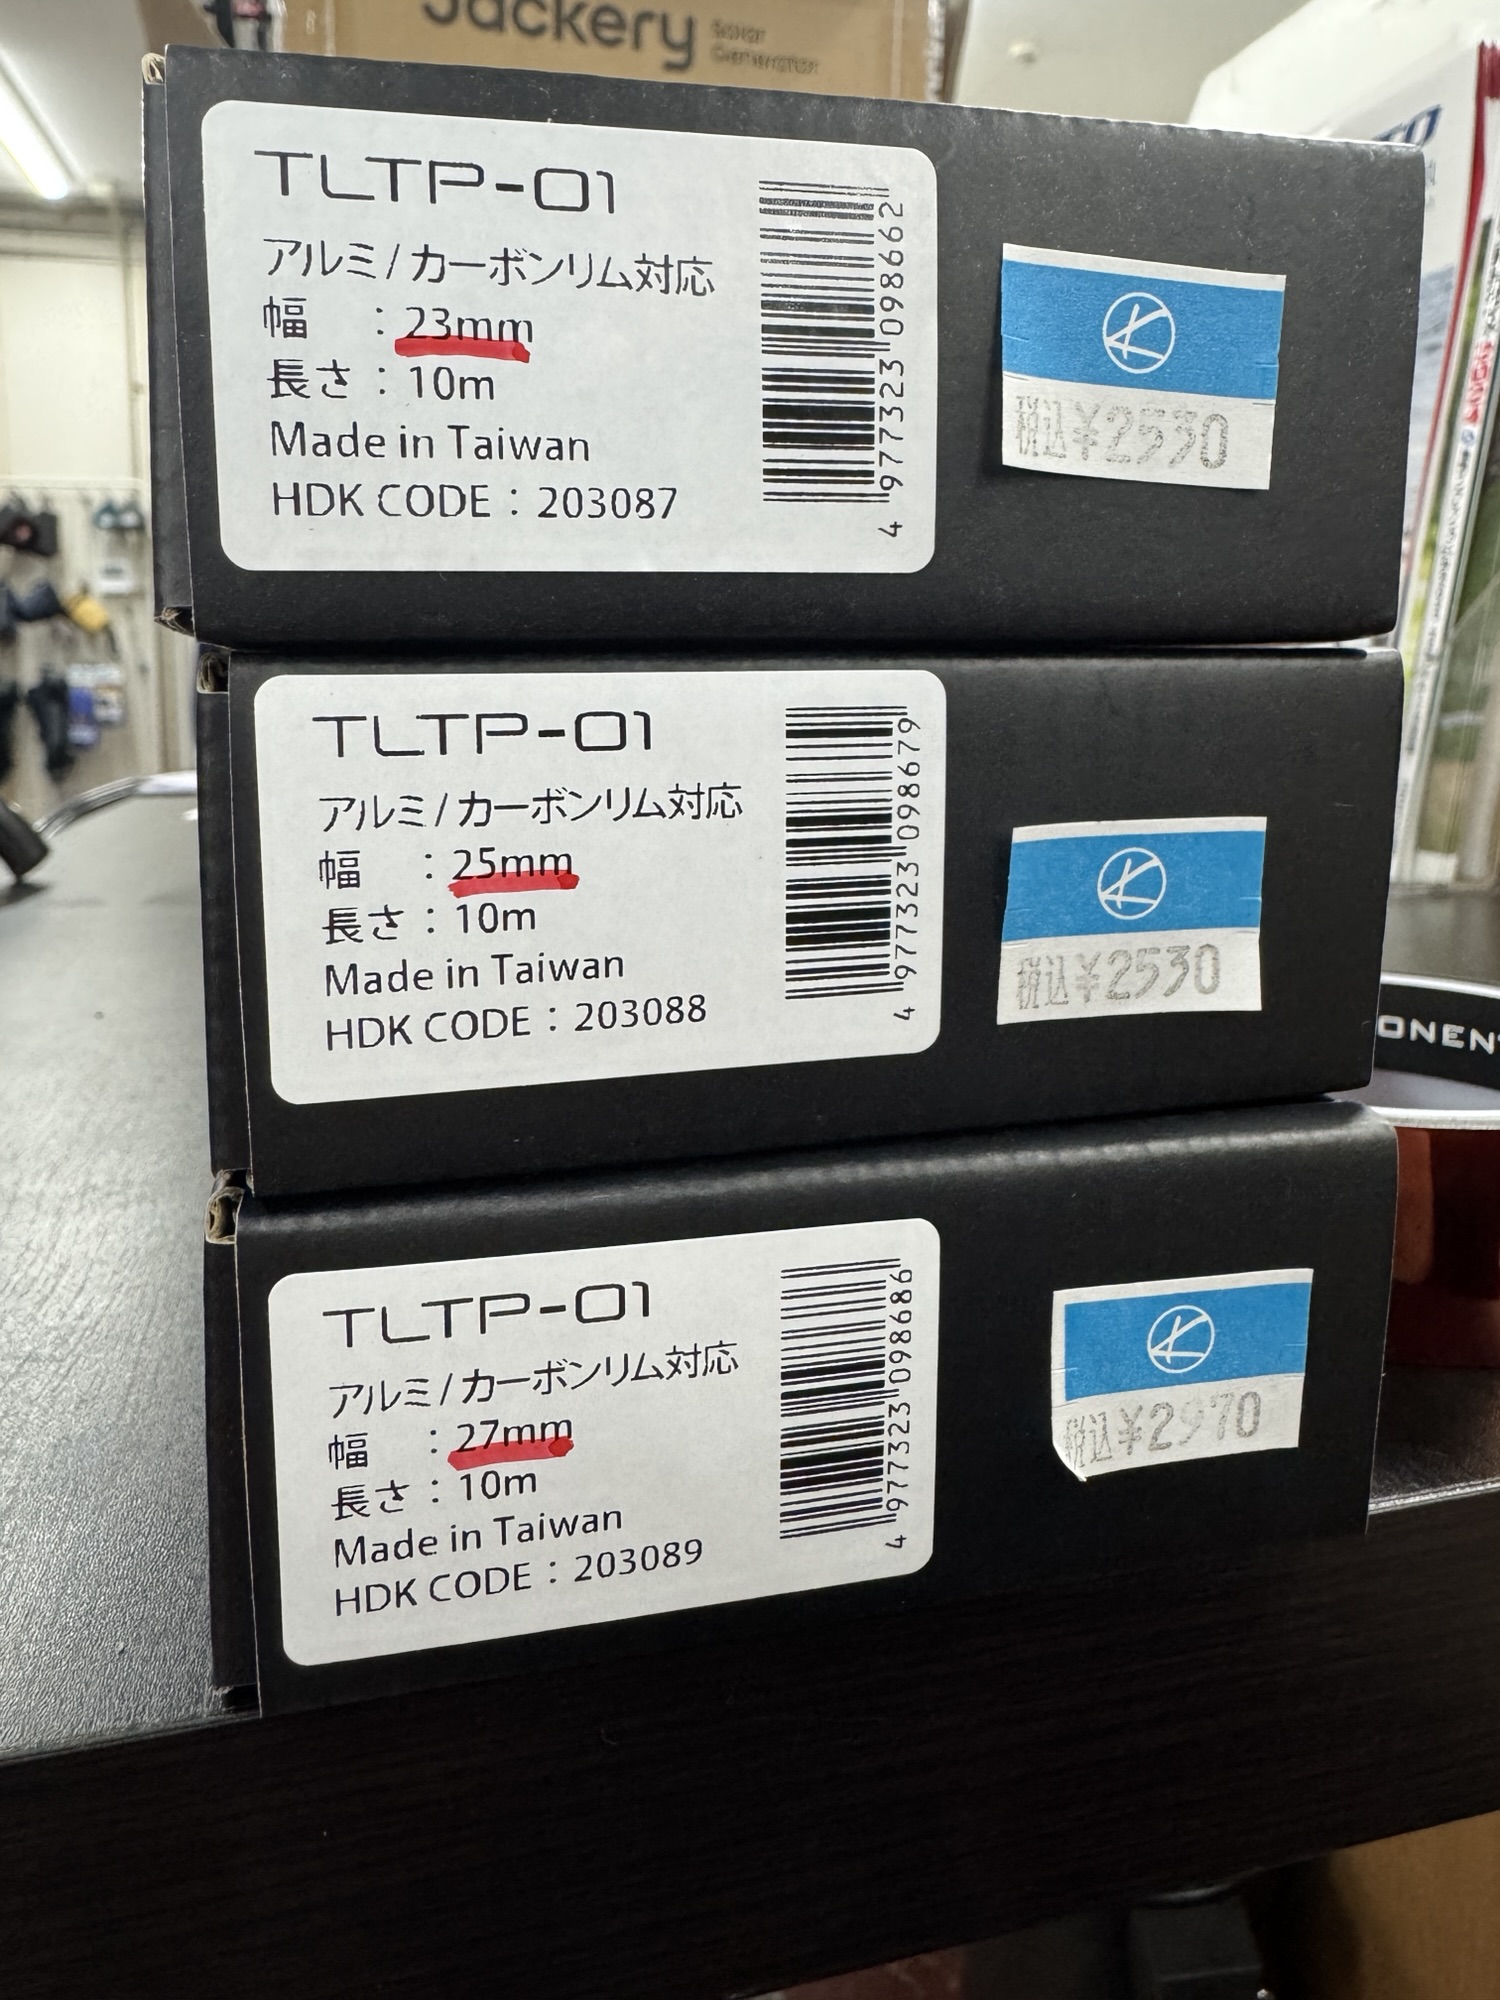 Jackery
Solar
Generator
TLTP-01
アルミ/カーボンリム対応
幅 : 23mm
長さ : 10m
Made in Taiwan
HDK CODE : 203087
4 977323 098662
税込¥2530
TLTP-01
アルミ/カーボンリム対応
幅 : 25mm
長さ : 10m
Made in Taiwan
HDK CODE : 203088
4 977323 098679
税込¥2530
ONEN
TLTP-01
アルミ/カーボンリム対応
幅 : 27mm
長さ : 10m
Made in Taiwan
HDK CODE : 203089
4 977323 098686
税込¥2970